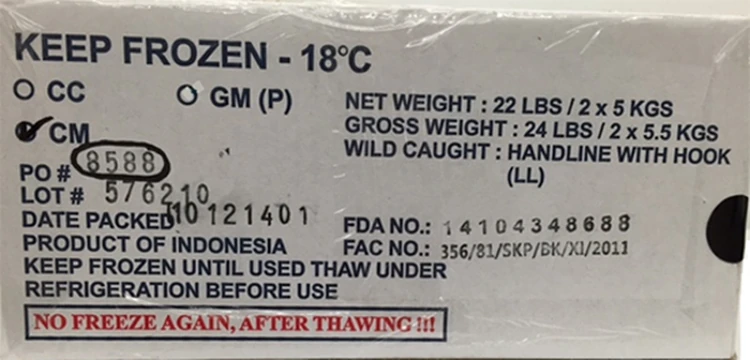 KEEP FROZEN - 18°C
CC
GM (P)
CM
NET WEIGHT : 22 LBS / 2 x 5 KGS
GROSS WEIGHT : 24 LBS / 2 x 5.5 KGS
WILD CAUGHT : HANDLINE WITH HOOK
(LL)
PO # 8588
LOT # 576210
DATE PACKED 110121401
FDA NO.: 14104348688
FAC NO.: 356/81/SKP/BK/XI/2011
PRODUCT OF INDONESIA
KEEP FROZEN UNTIL USED THAW UNDER
REFRIGERATION BEFORE USE
NO FREEZE AGAIN, AFTER THAWING !!!